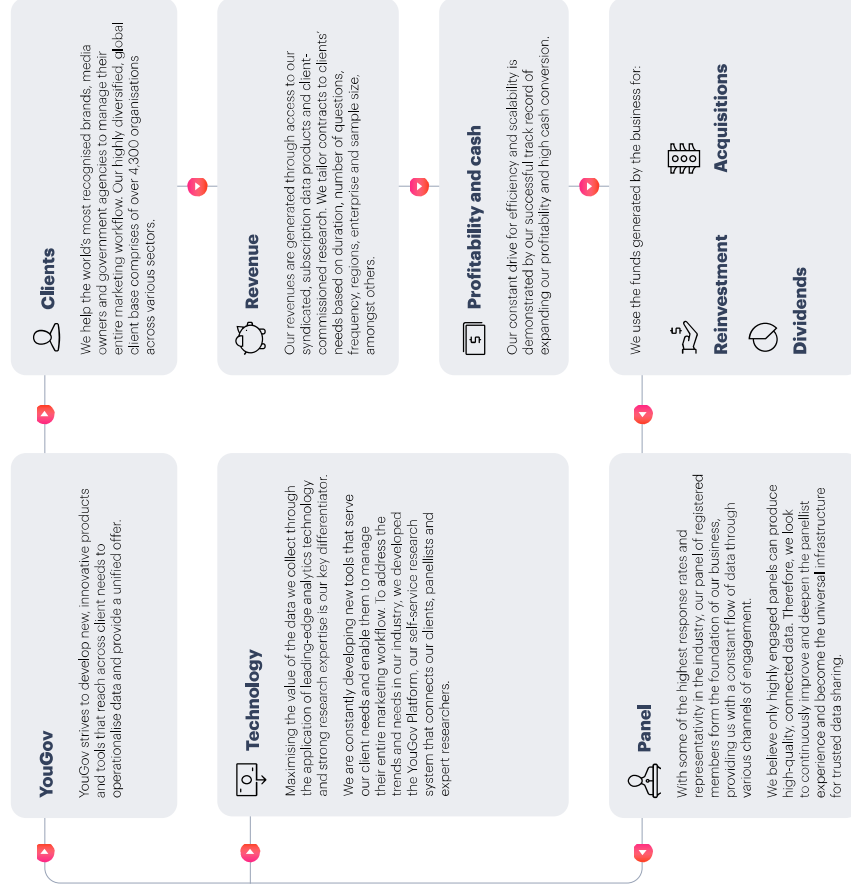 YouGov
YouGov strives to develop new, innovative products
and tools that reach across client needs to
operationalise data and provide a unified offer.
Technology
Maximising the value of the data we collect through
the application of leading-edge analytics technology
and strong research expertise is our key differentiator.
We are constantly developing new tools that serve
our client needs and enable them to manage
their entire marketing workflow. To address the
trends and needs in our industry, we developed
the YouGov Platform, our self-service research
system that connects our clients, panellists and
expert researchers.
Panel
With some of the highest response rates and
representativity in the industry, our panel of registered
members form the foundation of our business,
providing us with a constant flow of data through
various channels of engagement.
We believe only highly engaged panels can produce
high-quality, connected data. Therefore, we look
to continuously improve and deepen the panellist
experience and become the universal infrastructure
for trusted data sharing.
Clients
We help the world's most recognised brands, media
owners and government agencies to manage their
entire marketing workflow. Our highly diversified, global
client base comprises of over 4,300 organisations
across various sectors.
Revenue
Our revenues are generated through access to our
syndicated, subscription data products and client-
commissioned research. We tailor contracts to clients'
needs based on duration, number of questions,
frequency, regions, enterprise and sample size,
amongst others.
Profitability and cash
Our constant drive for efficiency and scalability is
demonstrated by our successful track record of
expanding our profitability and high cash conversion.
We use the funds generated by the business for:
Reinvestment
Acquisitions
Dividends